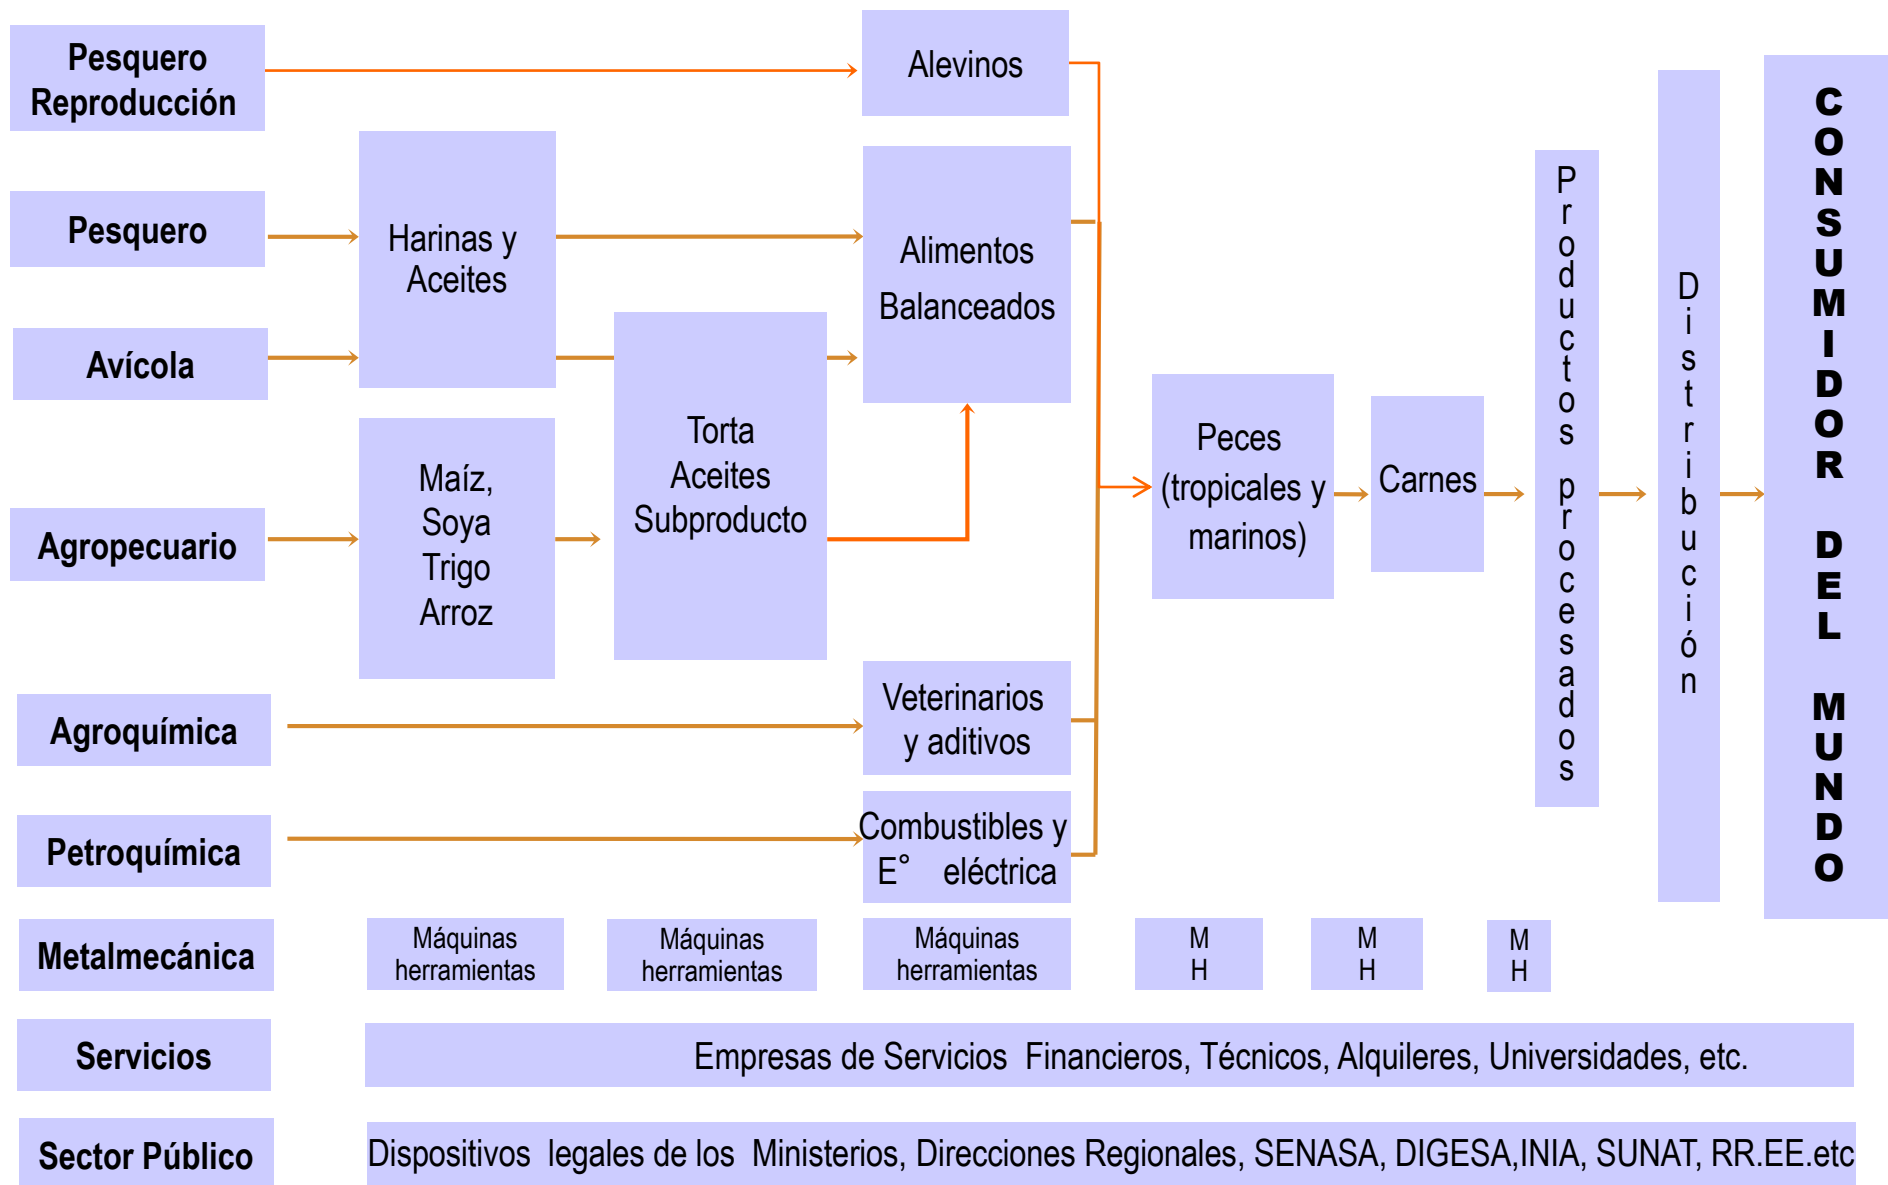 Pesquero
Reproducción
Alevinos
Pesquero
Harinas y
Aceites
Alimentos
Balanceados
Avícola
Torta
Aceites
Subproducto
Agropecuario
Maíz,
Soya
Trigo
Arroz
Peces
(tropicales y
marinos)
Carnes
Productos procesados
Distribución
CONSUMIDOR DEL MUNDO
Agroquímica
Veterinarios
y aditivos
Petroquímica
Combustibles y
E° eléctrica
Metalmecánica
Máquinas
herramientas
Máquinas
herramientas
Máquinas
herramientas
M
H
M
H
M
H
Servicios
Empresas de Servicios Financieros, Técnicos, Alquileres, Universidades, etc.
Sector Público
Dispositivos legales de los Ministerios, Direcciones Regionales, SENASA, DIGESA,INIA, SUNAT, RR.EE.etc